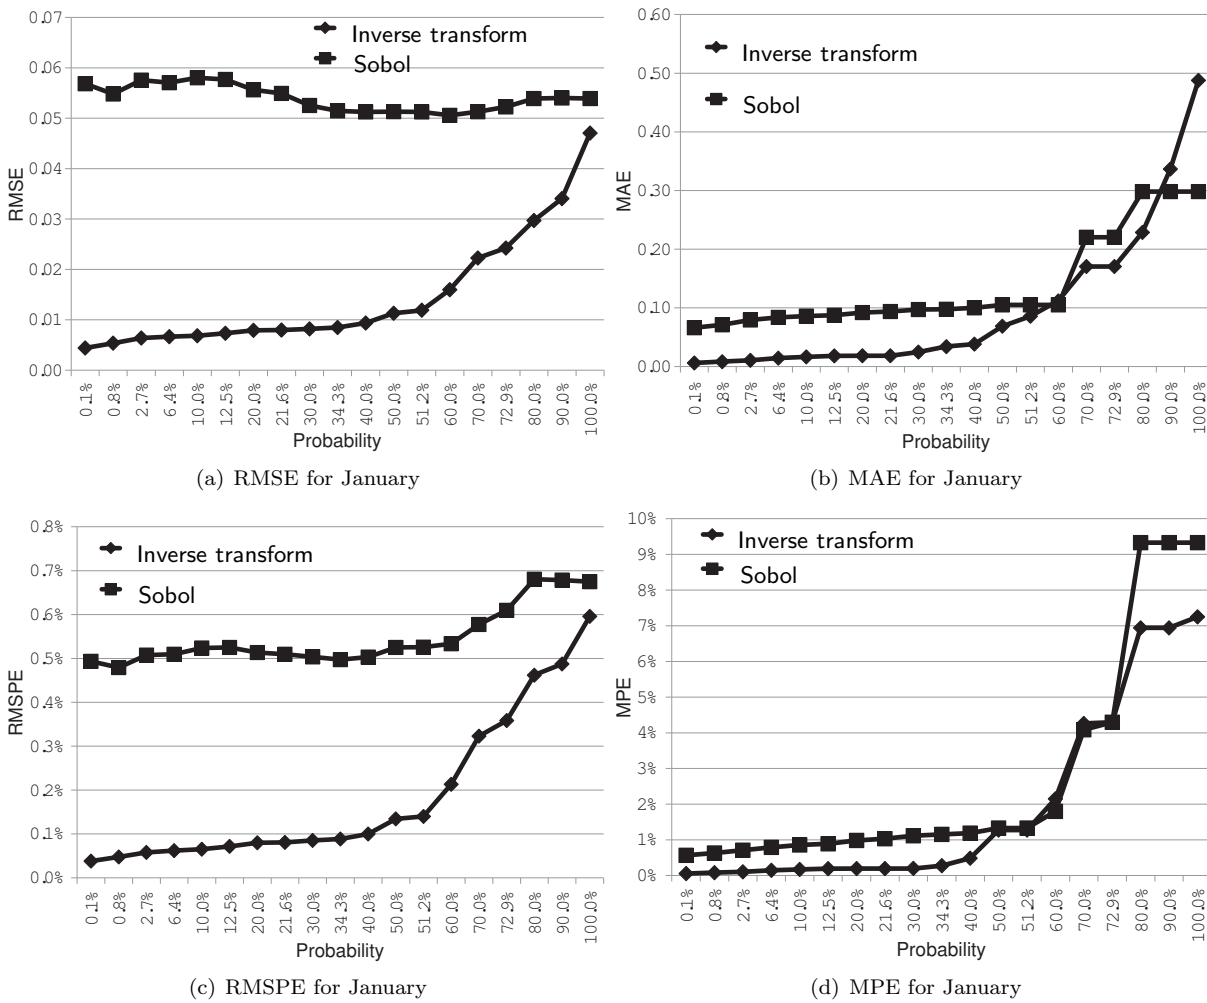 0.07
0.06
0.05
0.04
0.03
0.02
0.01
0.00
RMSE
Inverse transform
Sobol
0.1% 0.8% 2.7% 6.4% 10.0% 12.5% 20.0% 21.6% 30.0% 34.3% 40.0% 50.0% 51.2% 60.0% 70.0% 72.9% 80.0% 90.0% 100.0%
Probability
(a) RMSE for January
0.60
0.50
0.40
0.30
0.20
0.10
0.00
MAE
Inverse transform
Sobol
0.1% 0.8% 2.7% 6.4% 10.0% 12.5% 20.0% 21.6% 30.0% 34.3% 40.0% 50.0% 51.2% 60.0% 70.0% 72.9% 80.0% 90.0% 100.0%
Probability
(b) MAE for January
0.8%
0.7%
0.6%
0.5%
0.4%
0.3%
0.2%
0.1%
0.0%
RMSPE
Inverse transform
Sobol
0.1% 0.8% 2.7% 6.4% 10.0% 12.5% 20.0% 21.6% 30.0% 34.3% 40.0% 50.0% 51.2% 60.0% 70.0% 72.9% 80.0% 90.0% 100.0%
Probability
(c) RMSPE for January
10%
9%
8%
7%
6%
5%
4%
3%
2%
1%
0%
MPE
Inverse transform
Sobol
0.1% 0.8% 2.7% 6.4% 10.0% 12.5% 20.0% 21.6% 30.0% 34.3% 40.0% 50.0% 51.2% 60.0% 70.0% 72.9% 80.0% 90.0% 100.0%
Probability
(d) MPE for January